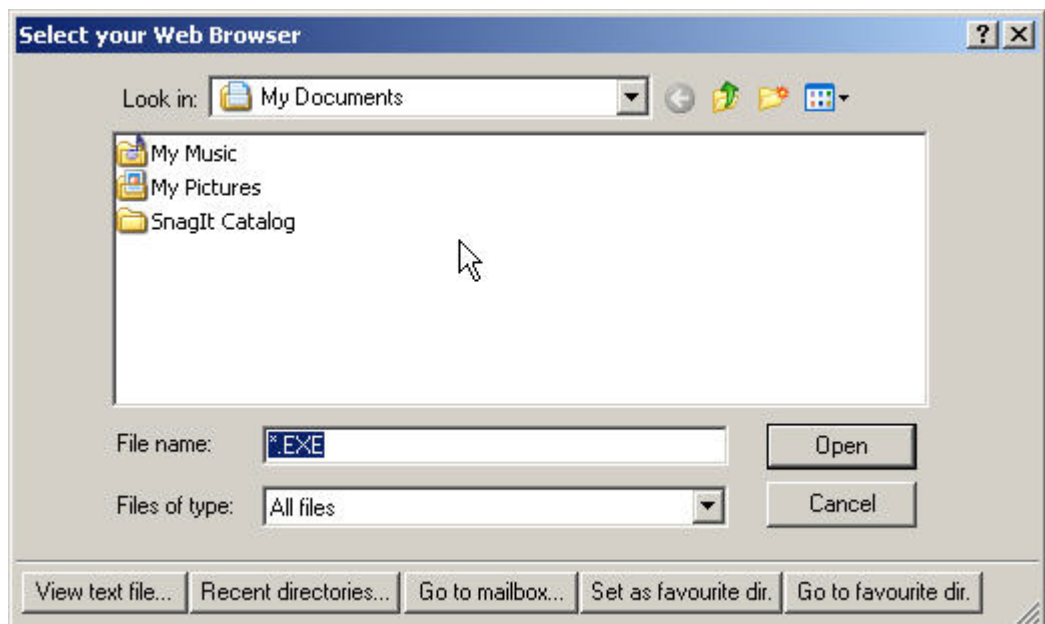 Select your Web Browser
Look in: My Documents
My Music
My Pictures
SnagIt Catalog
File name: *.EXE Open
Files of type: All files Cancel
View text file... Recent directories... Go to mailbox... Set as favourite dir. Go to favourite dir.